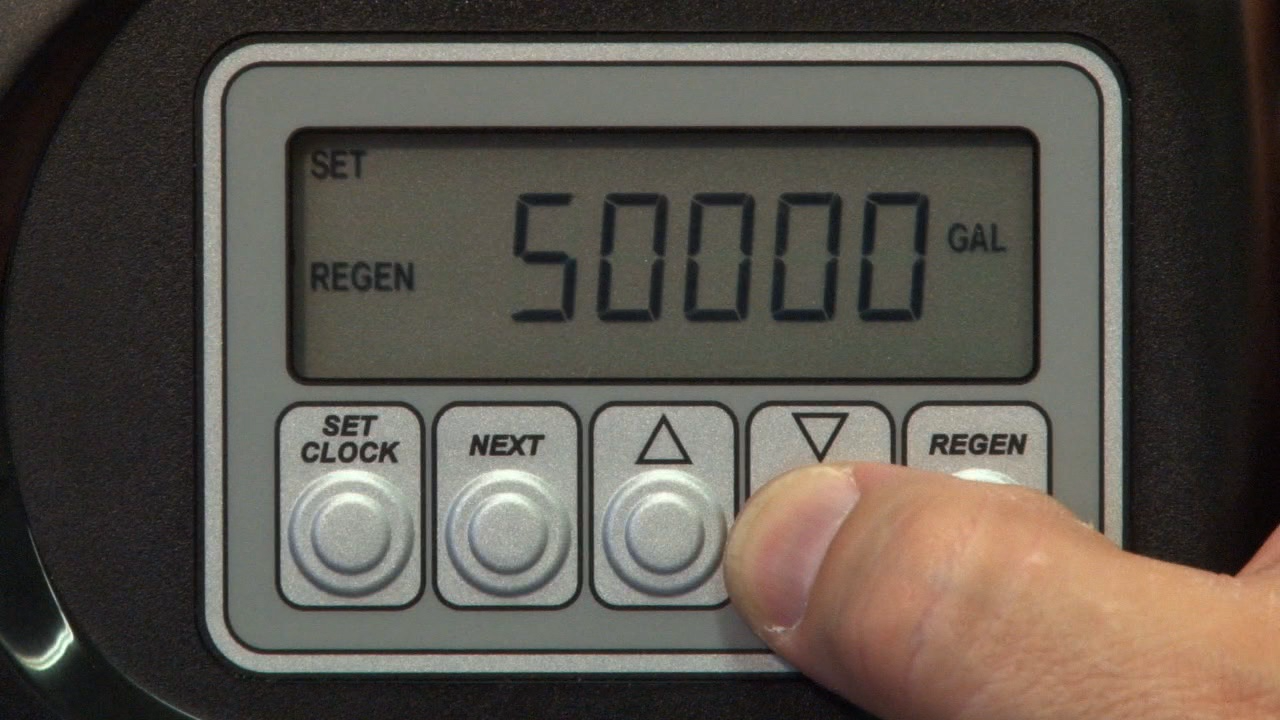 SET
50000 GAL
REGEN
SET
CLOCK
NEXT
REGEN